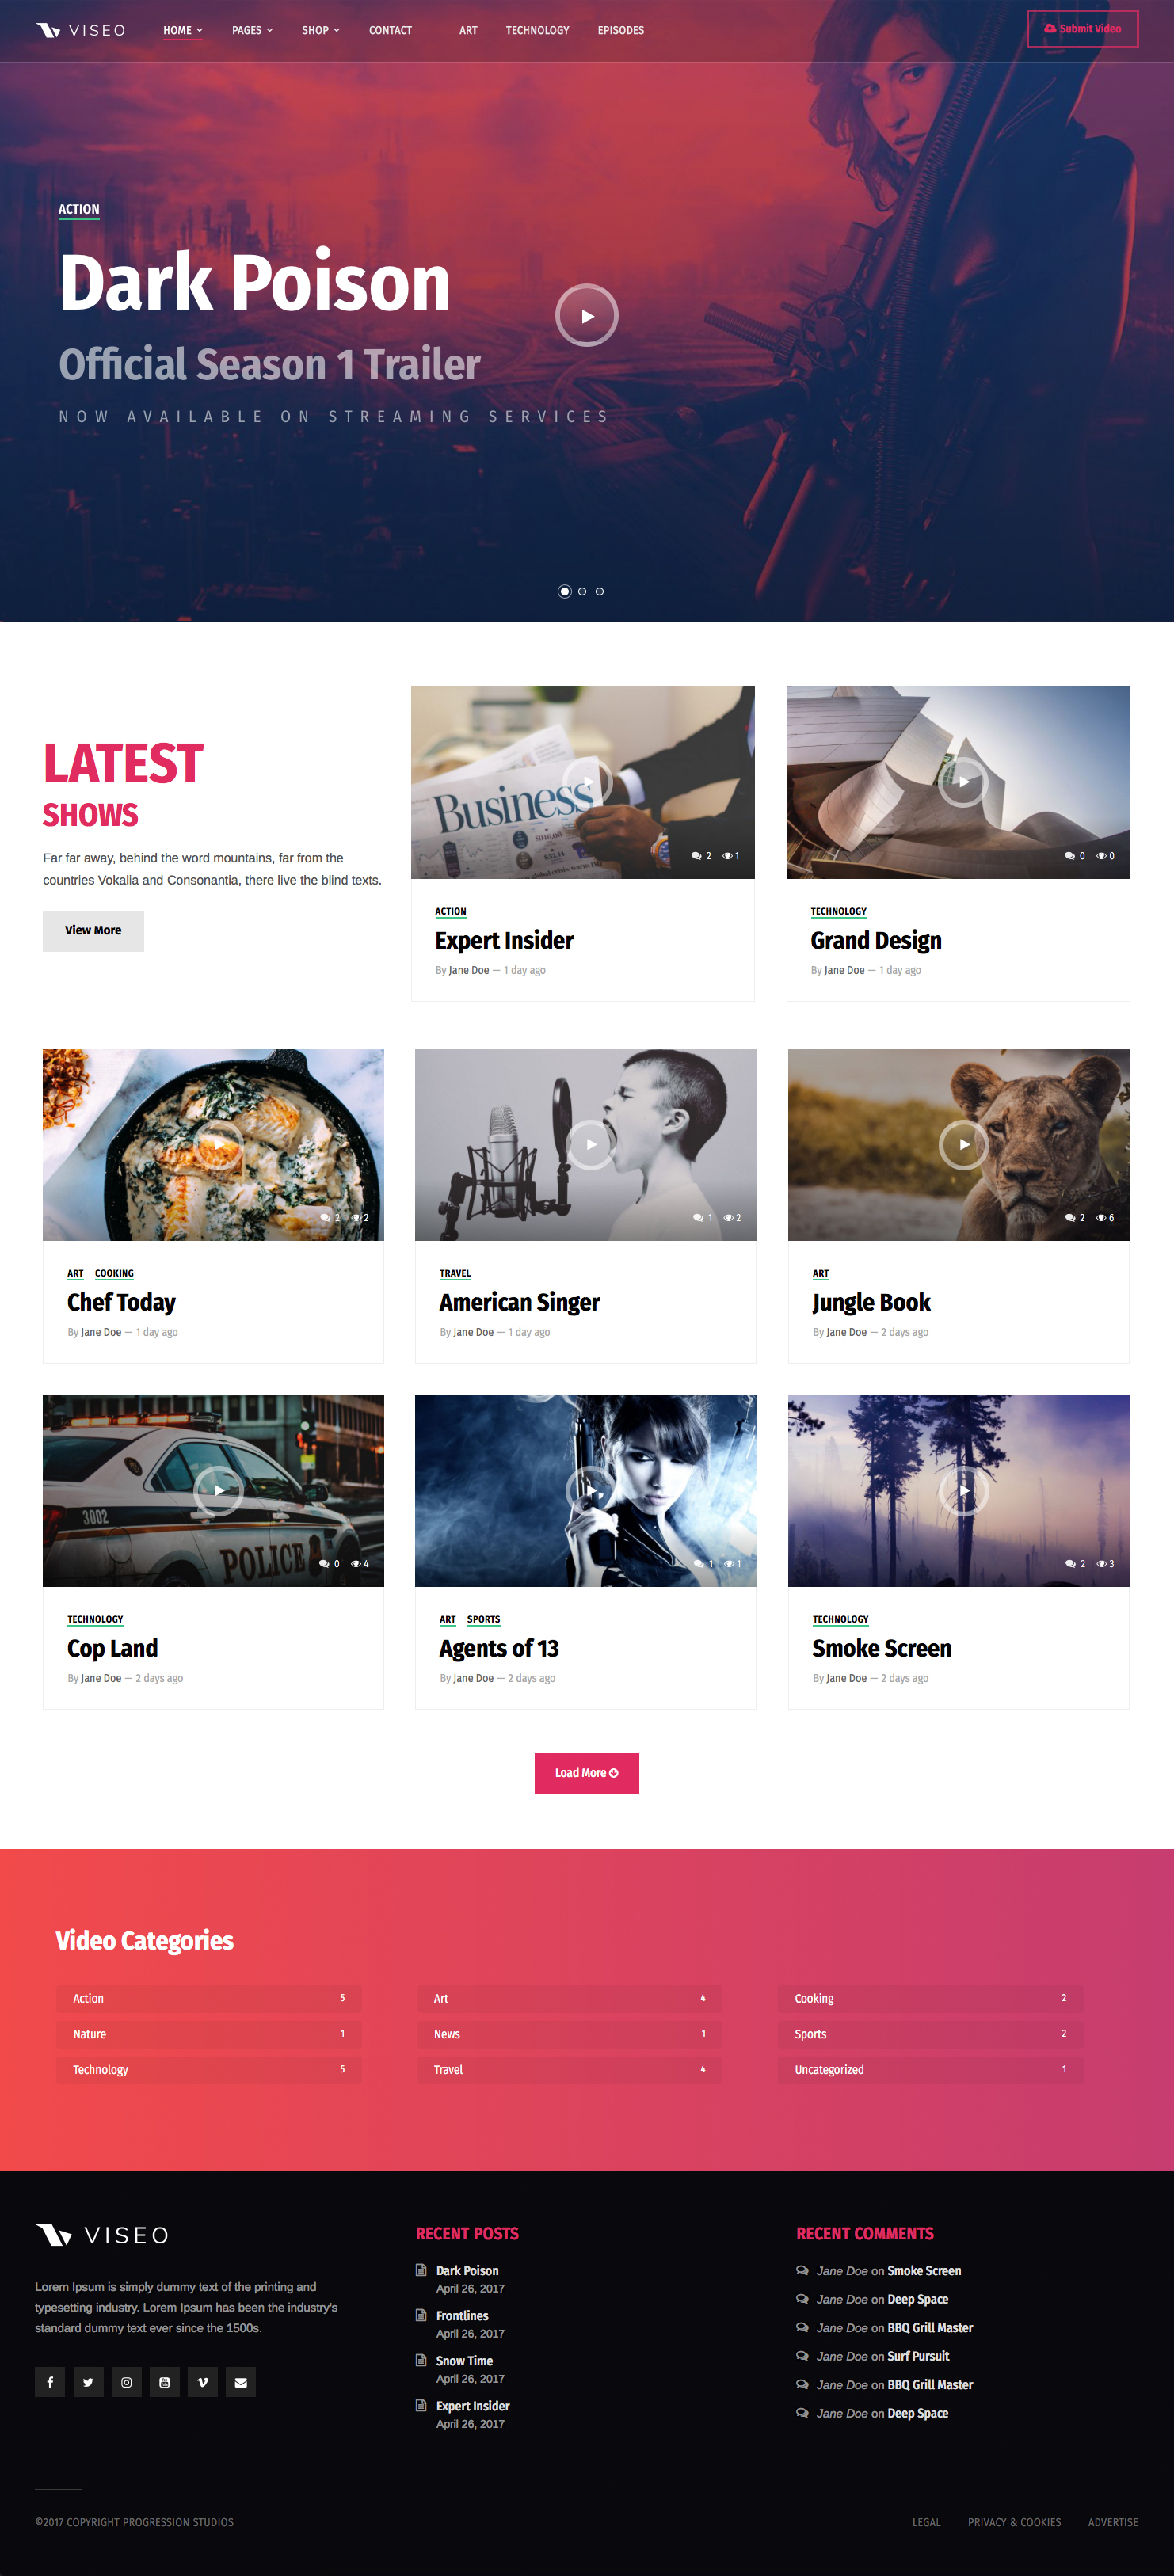 VISEO HOME PAGES SHOP CONTACT ART TECHNOLOGY EPISODES Submit Video
ACTION
Dark Poison
Official Season 1 Trailer
NOW AVAILABLE ON STREAMING SERVICES
LATEST
SHOWS
Far far away, behind the word mountains, far from the
countries Vokalia and Consonantia, there live the blind texts.
View More
Business
2 1
ACTION
Expert Insider
By Jane Doe — 1 day ago
0 0
TECHNOLOGY
Grand Design
By Jane Doe — 1 day ago
2 2
ART COOKING
Chef Today
By Jane Doe — 1 day ago
1 2
TRAVEL
American Singer
By Jane Doe — 1 day ago
2 6
ART
Jungle Book
By Jane Doe — 2 days ago
3002
POLICE
0 4
TECHNOLOGY
Cop Land
By Jane Doe — 2 days ago
1 1
ART SPORTS
Agents of 13
By Jane Doe — 2 days ago
2 3
TECHNOLOGY
Smoke Screen
By Jane Doe — 2 days ago
Load More
Video Categories
Action 5
Art 4
Cooking 2
Nature 1
News 1
Sports 2
Technology 5
Travel 4
Uncategorized 1
VISEO
Lorem Ipsum is simply dummy text of the printing and
typesetting industry. Lorem Ipsum has been the industry's
standard dummy text ever since the 1500s.
RECENT POSTS
Dark Poison
April 26, 2017
Frontlines
April 26, 2017
Snow Time
April 26, 2017
Expert Insider
April 26, 2017
RECENT COMMENTS
Jane Doe on Smoke Screen
Jane Doe on Deep Space
Jane Doe on BBQ Grill Master
Jane Doe on Surf Pursuit
Jane Doe on BBQ Grill Master
Jane Doe on Deep Space
©2017 COPYRIGHT PROGRESSION STUDIOS
LEGAL PRIVACY & COOKIES ADVERTISE